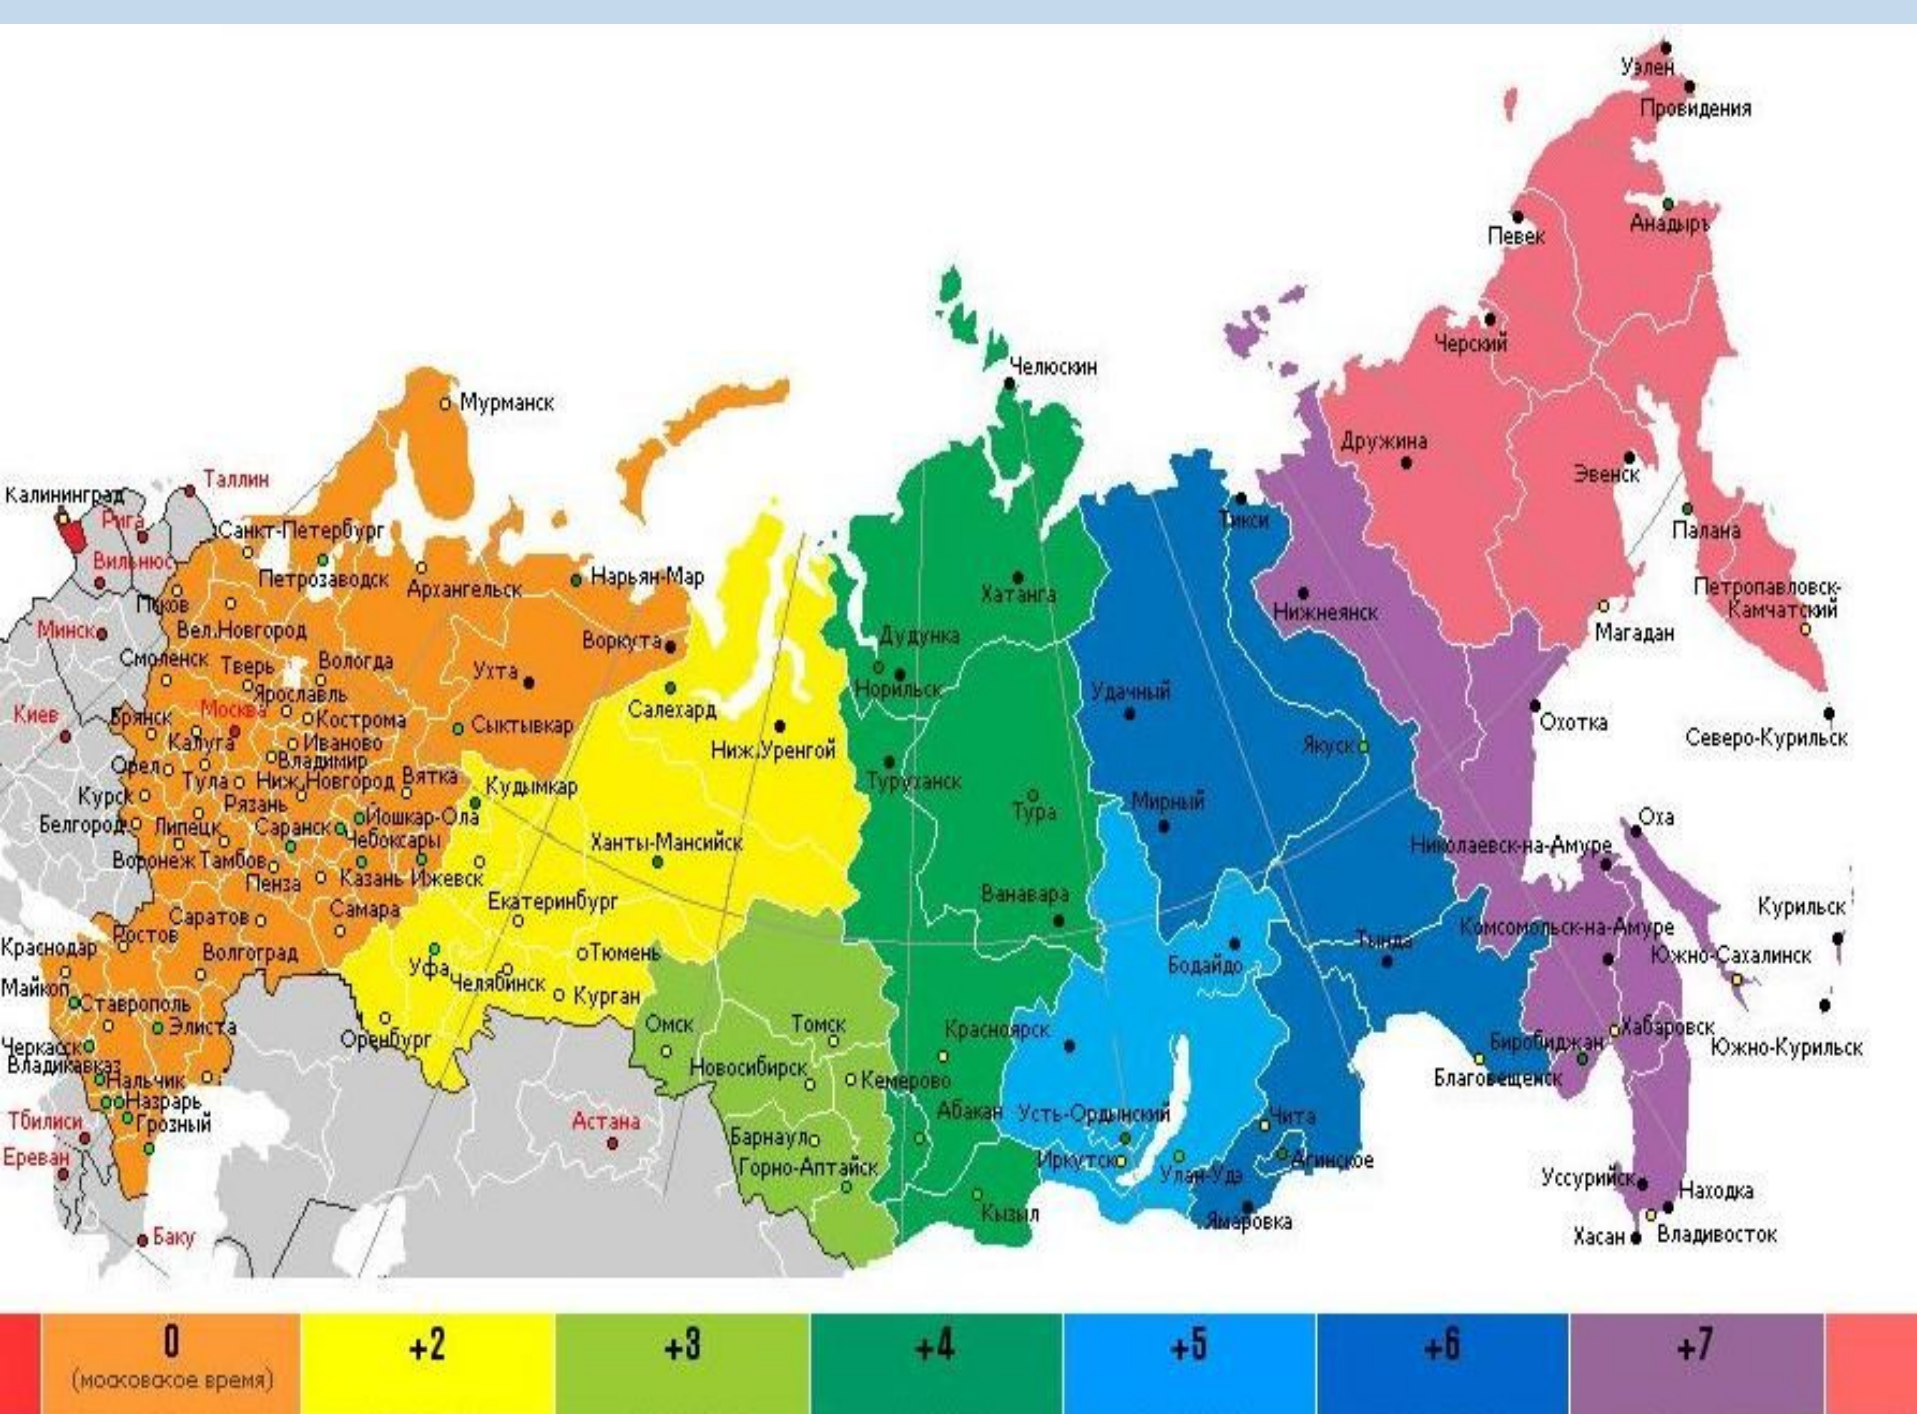 Уэлен
Провидения
Анадыръ
Певек
Черский
Челюскин
Мурманск
Дружина
Эвенск
Таллин
Калининград
Рига
Санкт-Петербург
Тикси
Палана
Вильнюс
Петрозаводск
Архангельск
Нарьян-Мар
Хатанга
Петропавловск-
Камчатский
Псков
Нижнеянск
Минск
Вел.Новгород
Воркута
Дудунка
Магадан
Смоленск
Тверь
Вологда
Ухта
Норильск
Удачный
Ярославль
Москва
Салехард
Киев
Брянск
Кострома
Сыктывкар
Охотка
Калуга
Иваново
Ниж.Уренгой
Якуск
Северо-Курильск
Владимир
Орел
Тула
Ниж.Новгород
Вятка
Кудымкар
Туруханск
Курск
Рязань
Тура
Мирный
Йошкар-Ола
Оха
Белгород
Липецк
Саранск
Чебоксары
Ханты-Мансийск
Николаевск-на-Амуре
Воронеж
Тамбов
Пенза
Казань
Ижевск
Ванавара
Екатеринбург
Самара
Курильск
Саратов
Ростов
Комсомольск-на-Амуре
Тында
Краснодар
Волгоград
Тюмень
Уфа
Бодайдо
Южно-Сахалинск
Челябинск
Майкоп
Курган
Ставрополь
Элиста
Омск
Томск
Красноярск
Хабаровск
Оренбург
Биробиджан
Южно-Курильск
Черкасск
Владикавказ
Новосибирск
Кемерово
Благовещенск
Нальчик
Назрарь
Абакан
Усть-Ордынский
Чита
Тбилиси
Грозный
Астана
Барнаул
Ереван
Горно-Аптайск
Иркутск
Улан-Удэ
Агинское
Уссурийск
Находка
Кызыл
Ямаровка
Баку
Хасан
Владивосток
0 +2 +3 +4 +5 +6 +7
(московское время)